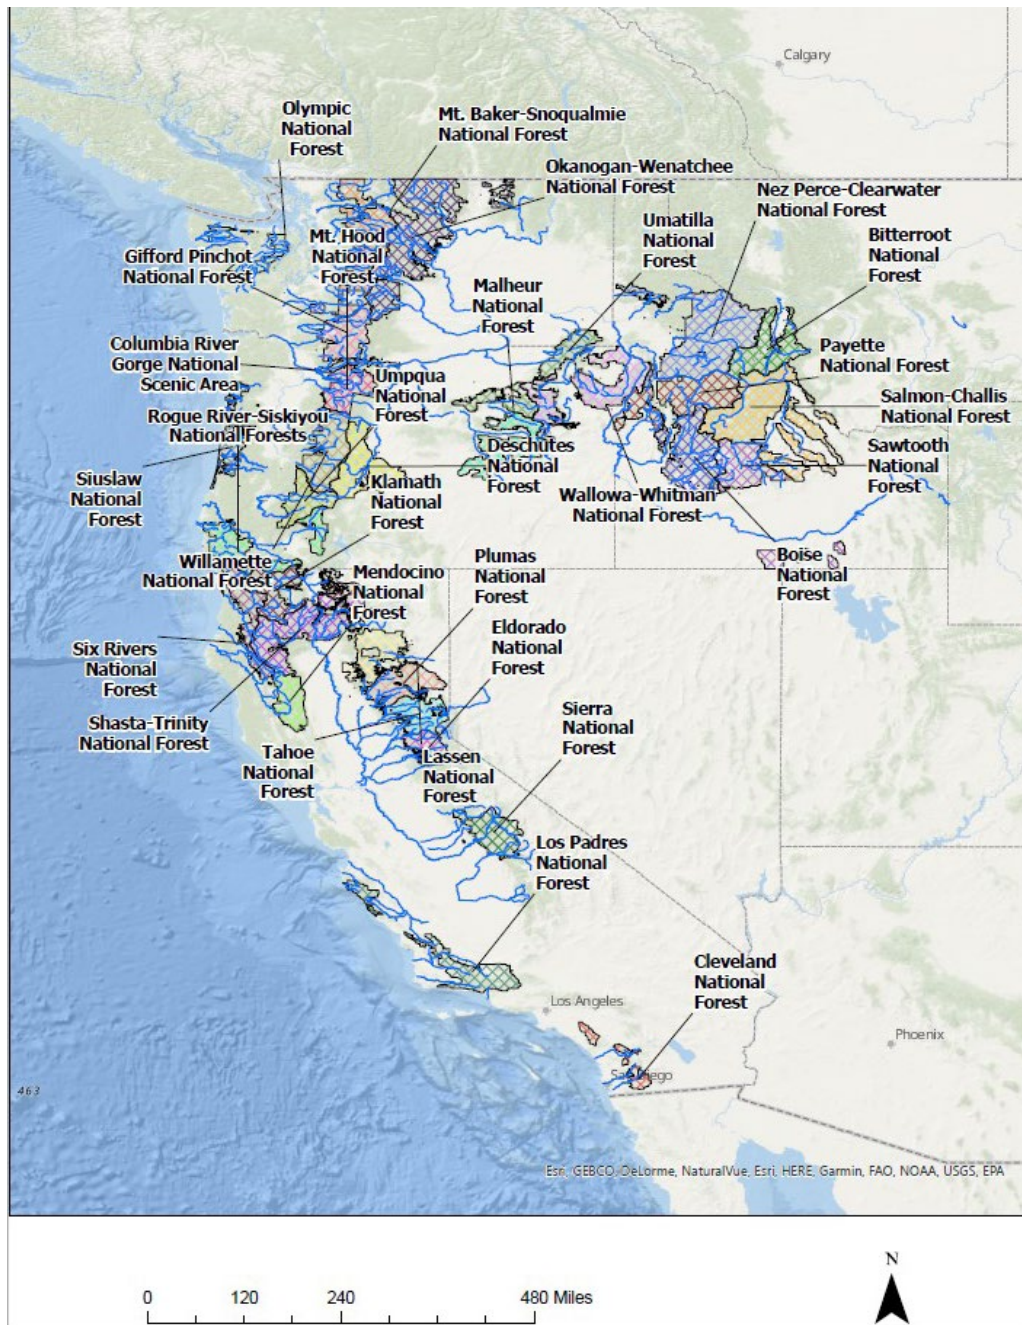 Calgary
Olympic
National
Forest
Mt. Baker-Snoqualmie
National Forest
Okanogan-Wenatchee
National Forest
Nez Perce-Clearwater
National Forest
Umatilla
National
Forest
Bitterroot
National
Forest
Mt. Hood
National
Forest
Gifford Pinchot
National Forest
Malheur
National
Forest
Columbia River
Gorge National
Scenic Area
Payette
National Forest
Umpqua
National
Forest
Salmon-Challis
National Forest
Rogue River-Siskiyou
National Forests
Deschutes
National
Forest
Sawtooth
National
Forest
Siuslaw
National
Forest
Klamath
National
Forest
Wallowa-Whitman
National Forest
Willamette
National Forest
Plumas
National
Forest
Boise
National
Forest
Mendocino
National
Forest
Eldorado
National
Forest
Six Rivers
National
Forest
Shasta-Trinity
National Forest
Sierra
National
Forest
Tahoe
National
Forest
Lassen
National
Forest
Los Padres
National
Forest
Cleveland
National
Forest
Los Angeles
Phoenix
San Diego
463
Esri, GEBCO, DeLorme, NaturalVue, Esri, HERE, Garmin, FAO, NOAA, USGS, EPA
N
0 120 240 480 Miles